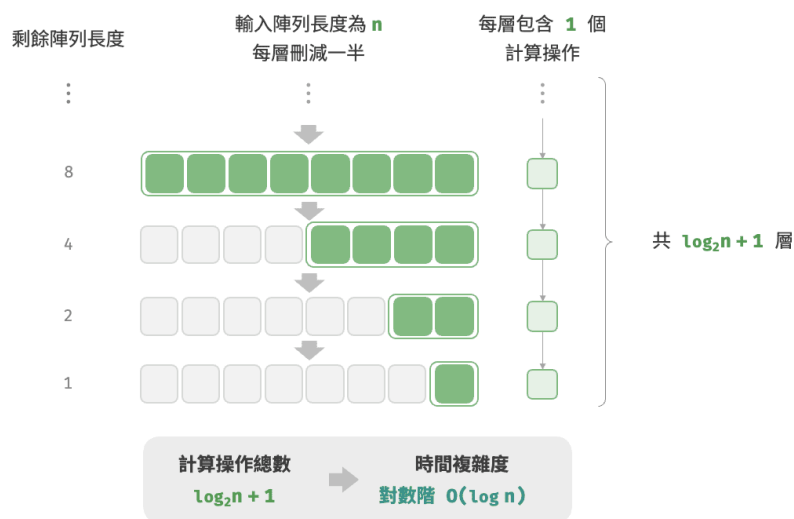 剩餘陣列長度
輸入陣列長度為 n
每層刪減一半
每層包含 1 個
計算操作
8
4
2
1
共 log₂n + 1 層
計算操作總數
log₂n + 1
時間複雜度
對數階 O(log n)